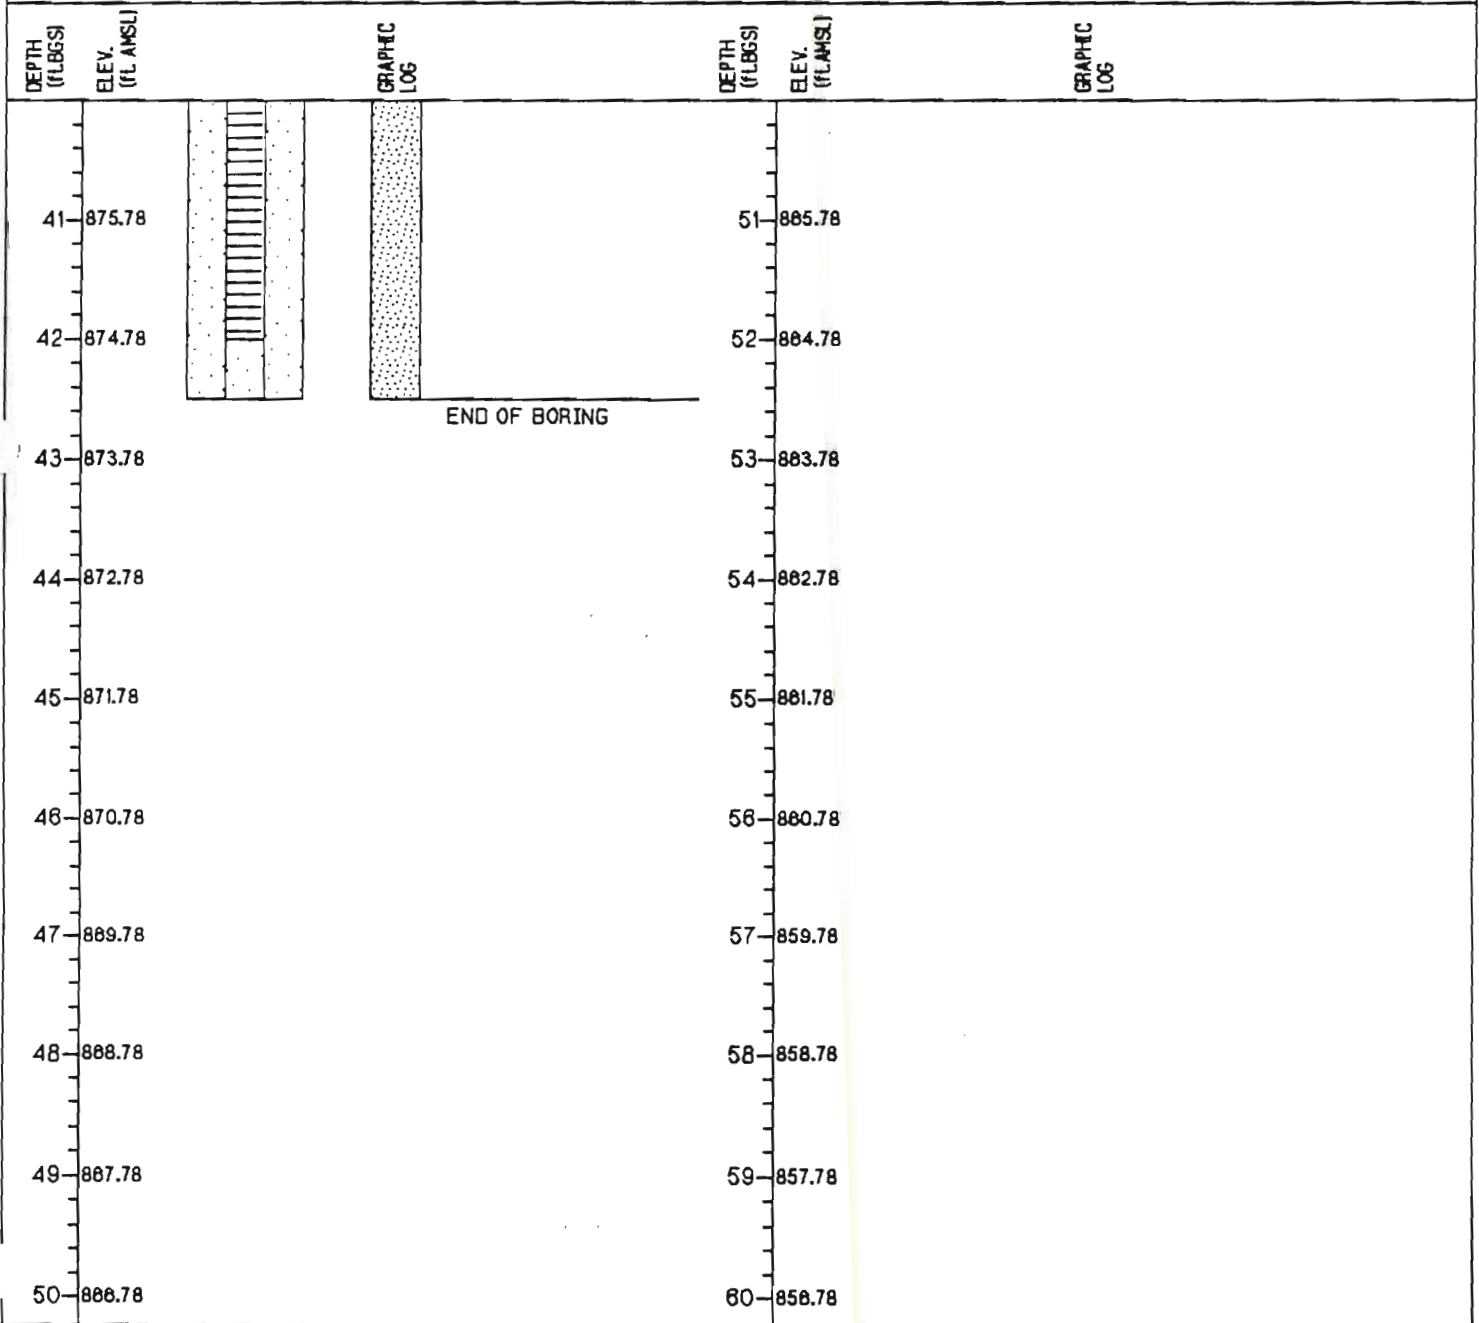 DEPTH
(ft.BGS)
ELEV.
(ft. AMSL)
GRAPHIC
LOG
DEPTH
(ft.BGS)
ELEV.
(ft.AMSL)
GRAPHIC
LOG
41 875.78
42 874.78
END OF BORING
43 873.78
44 872.78
45 871.78
46 870.78
47 869.78
48 868.78
49 867.78
50 866.78
51 865.78
52 864.78
53 863.78
54 862.78
55 861.78
56 860.78
57 859.78
58 858.78
59 857.78
60 856.78